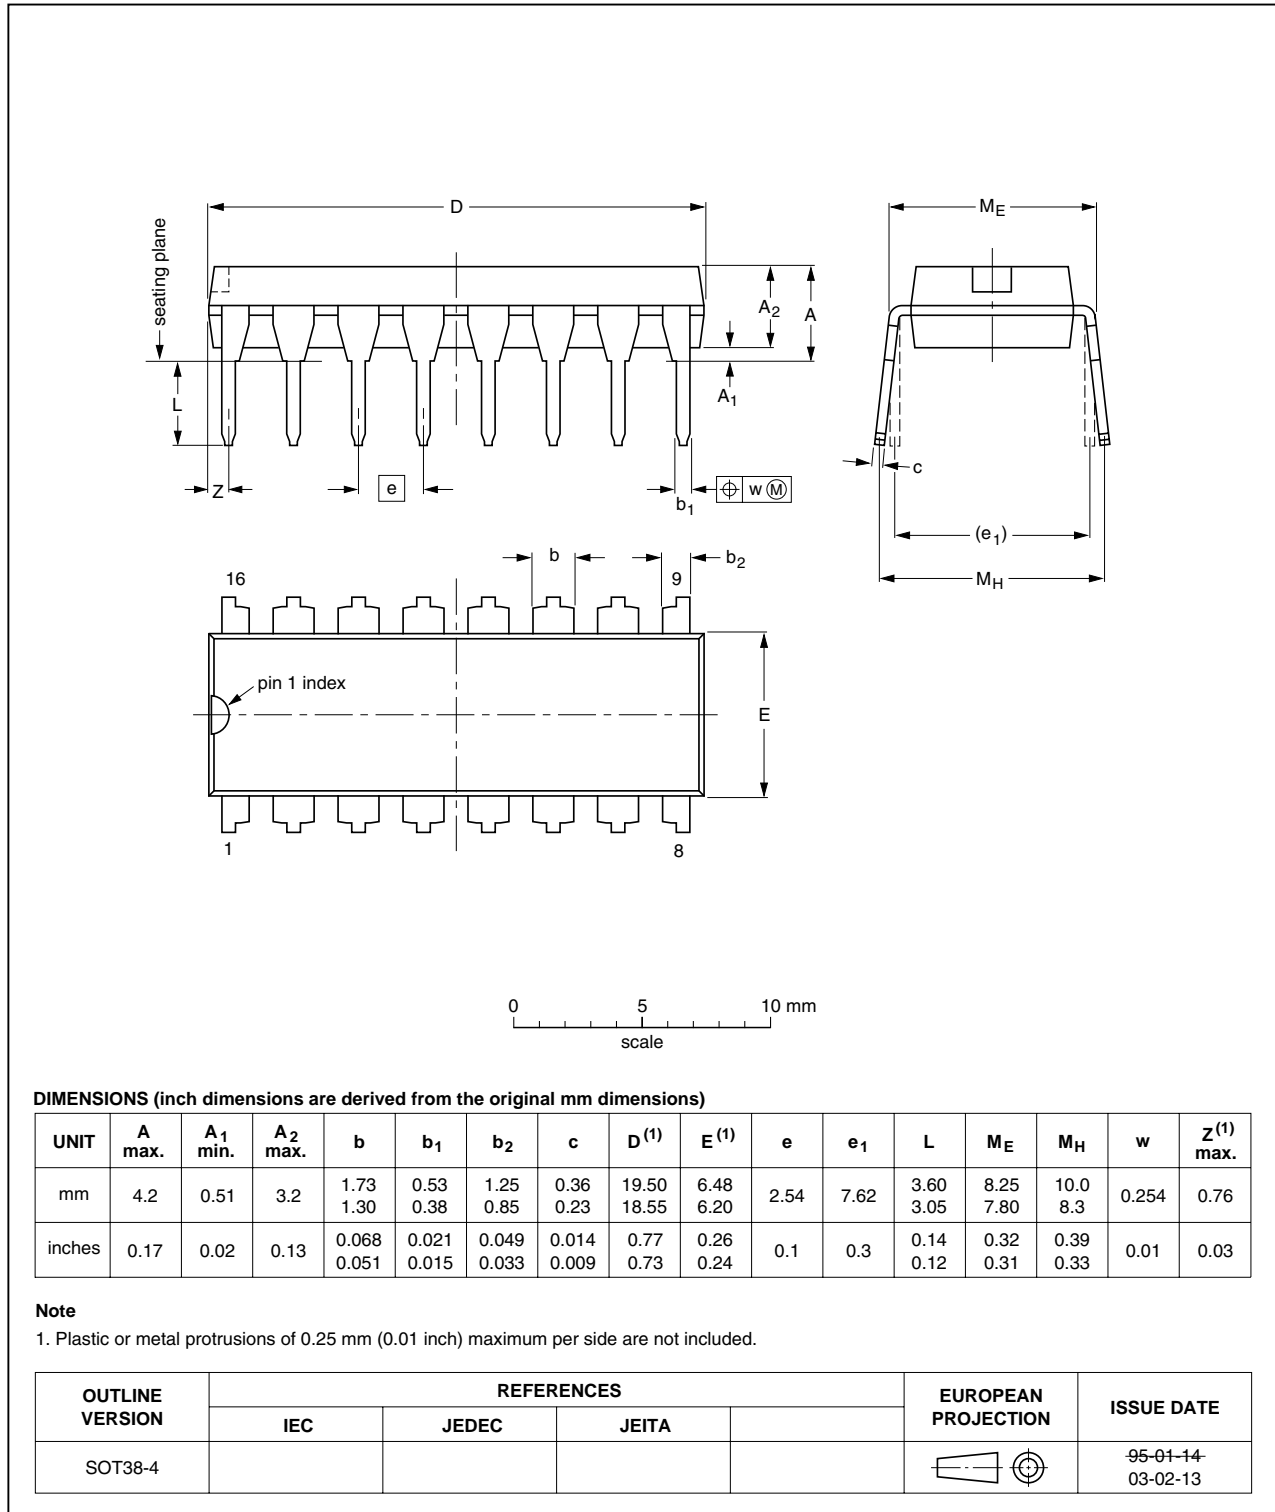 D
M_E
seating plane
A_2
A
A_1
L
c
Z
e
b_1
w M
(e_1)
M_H
b
b_2
16
9
pin 1 index
E
1
8
0 5 10 mm
scale
DIMENSIONS (inch dimensions are derived from the original mm dimensions)
UNIT A max. A1 min. A2 max. b b1 b2 c D(1) E(1) e e1 L ME MH w Z(1) max.
mm 4.2 0.51 3.2 1.73 1.30 0.53 0.38 1.25 0.85 0.36 0.23 19.50 18.55 6.48 6.20 2.54 7.62 3.60 3.05 8.25 7.80 10.0 8.3 0.254 0.76
inches 0.17 0.02 0.13 0.068 0.051 0.021 0.015 0.049 0.033 0.014 0.009 0.77 0.73 0.26 0.24 0.1 0.3 0.14 0.12 0.32 0.31 0.39 0.33 0.01 0.03
Note
1. Plastic or metal protrusions of 0.25 mm (0.01 inch) maximum per side are not included.
OUTLINE VERSION REFERENCES EUROPEAN PROJECTION ISSUE DATE
IEC JEDEC JEITA
SOT38-4 95-01-14
03-02-13